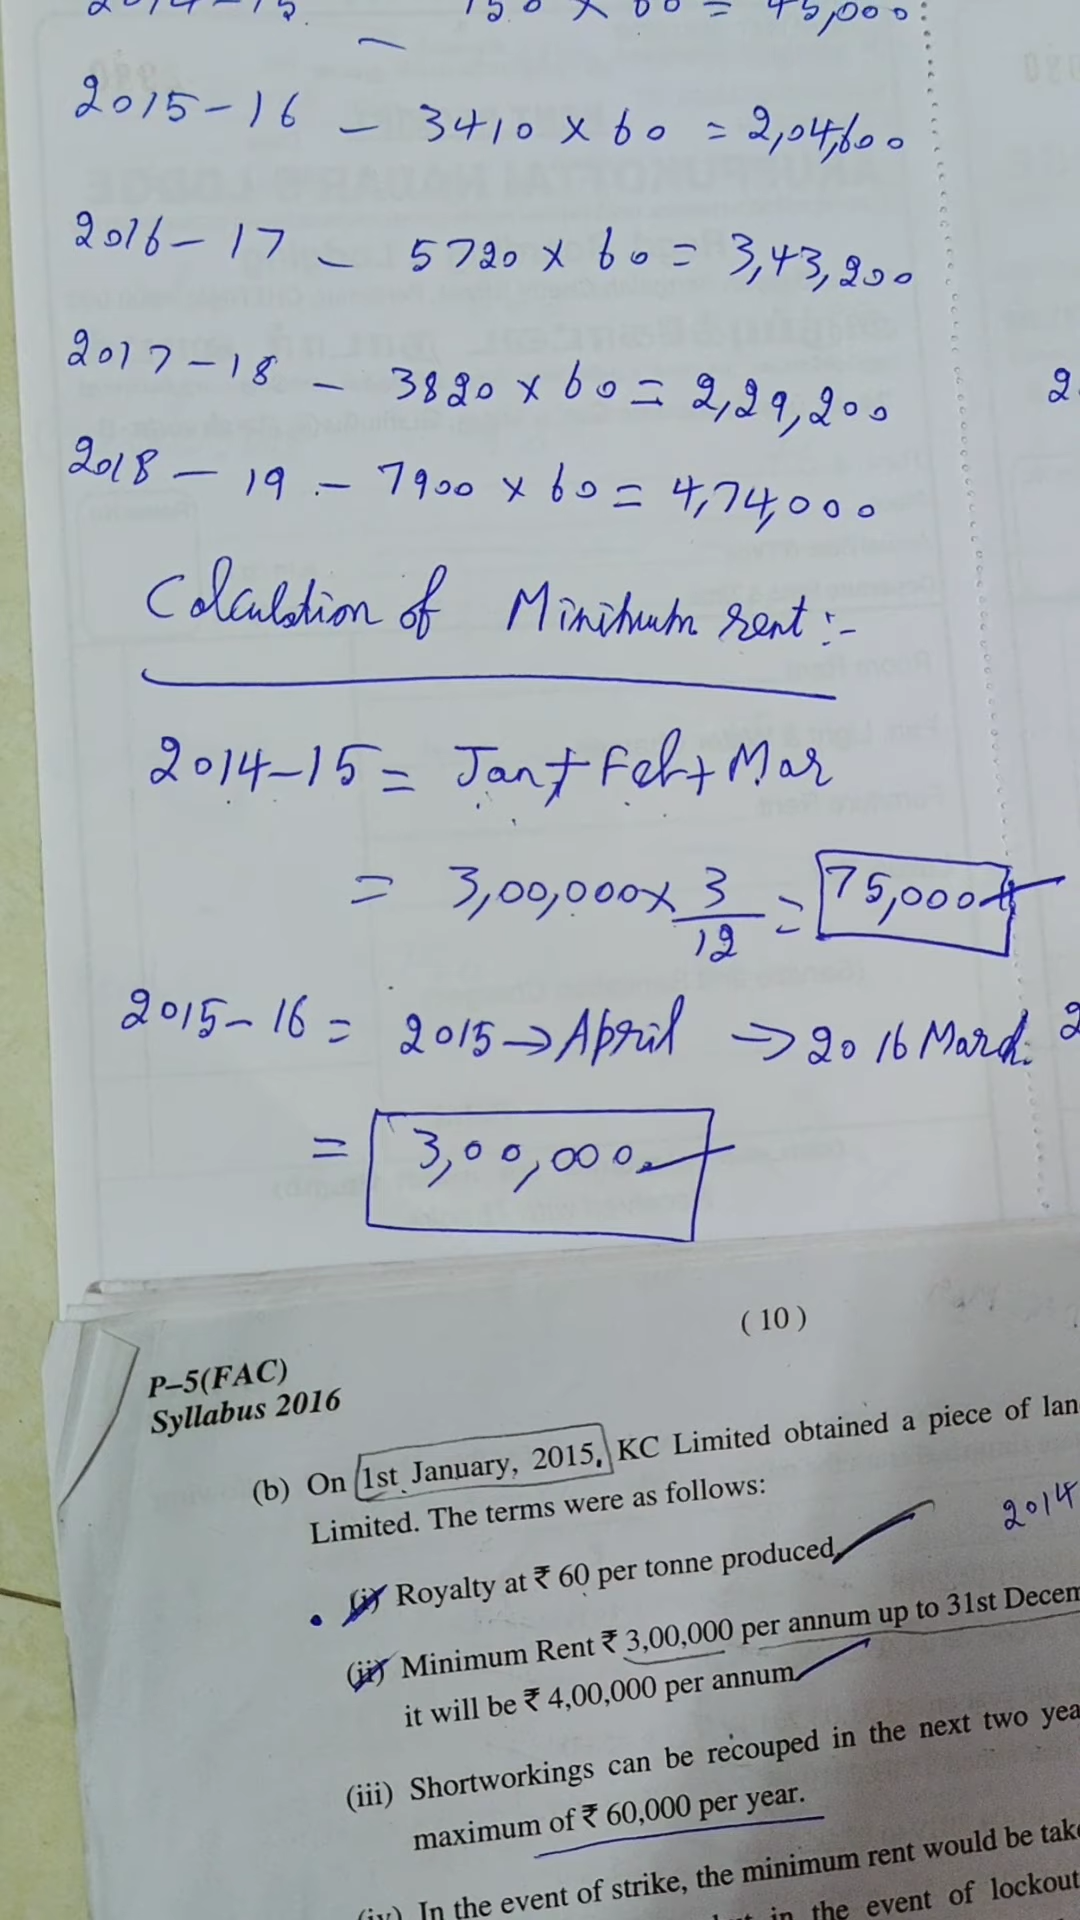 2014-15 750 × 60 = 45,000
2015-16 - 3410 × 60 = 2,04,600
2016-17 - 5720 × 60 = 3,43,200
2017-18 - 3820 × 60 = 2,29,200
2018-19 - 7900 × 60 = 4,74,000
Calculation of Minimum rent :-
2014-15 = Jan + Feb + Mar
= 3,00,000 × 3/12 = 75,000
2015-16 = 2015 → April ⇒ 2016 March.
= 3,00,000
(10)
P–5(FAC)
Syllabus 2016
(b) On 1st January, 2015, KC Limited obtained a piece of lan
Limited. The terms were as follows:
2014
(i) Royalty at ₹ 60 per tonne produced
(ii) Minimum Rent ₹ 3,00,000 per annum up to 31st Decem
it will be ₹ 4,00,000 per annum
(iii) Shortworkings can be recouped in the next two yea
maximum of ₹ 60,000 per year.
(iv) In the event of strike, the minimum rent would be take
in the event of lockout